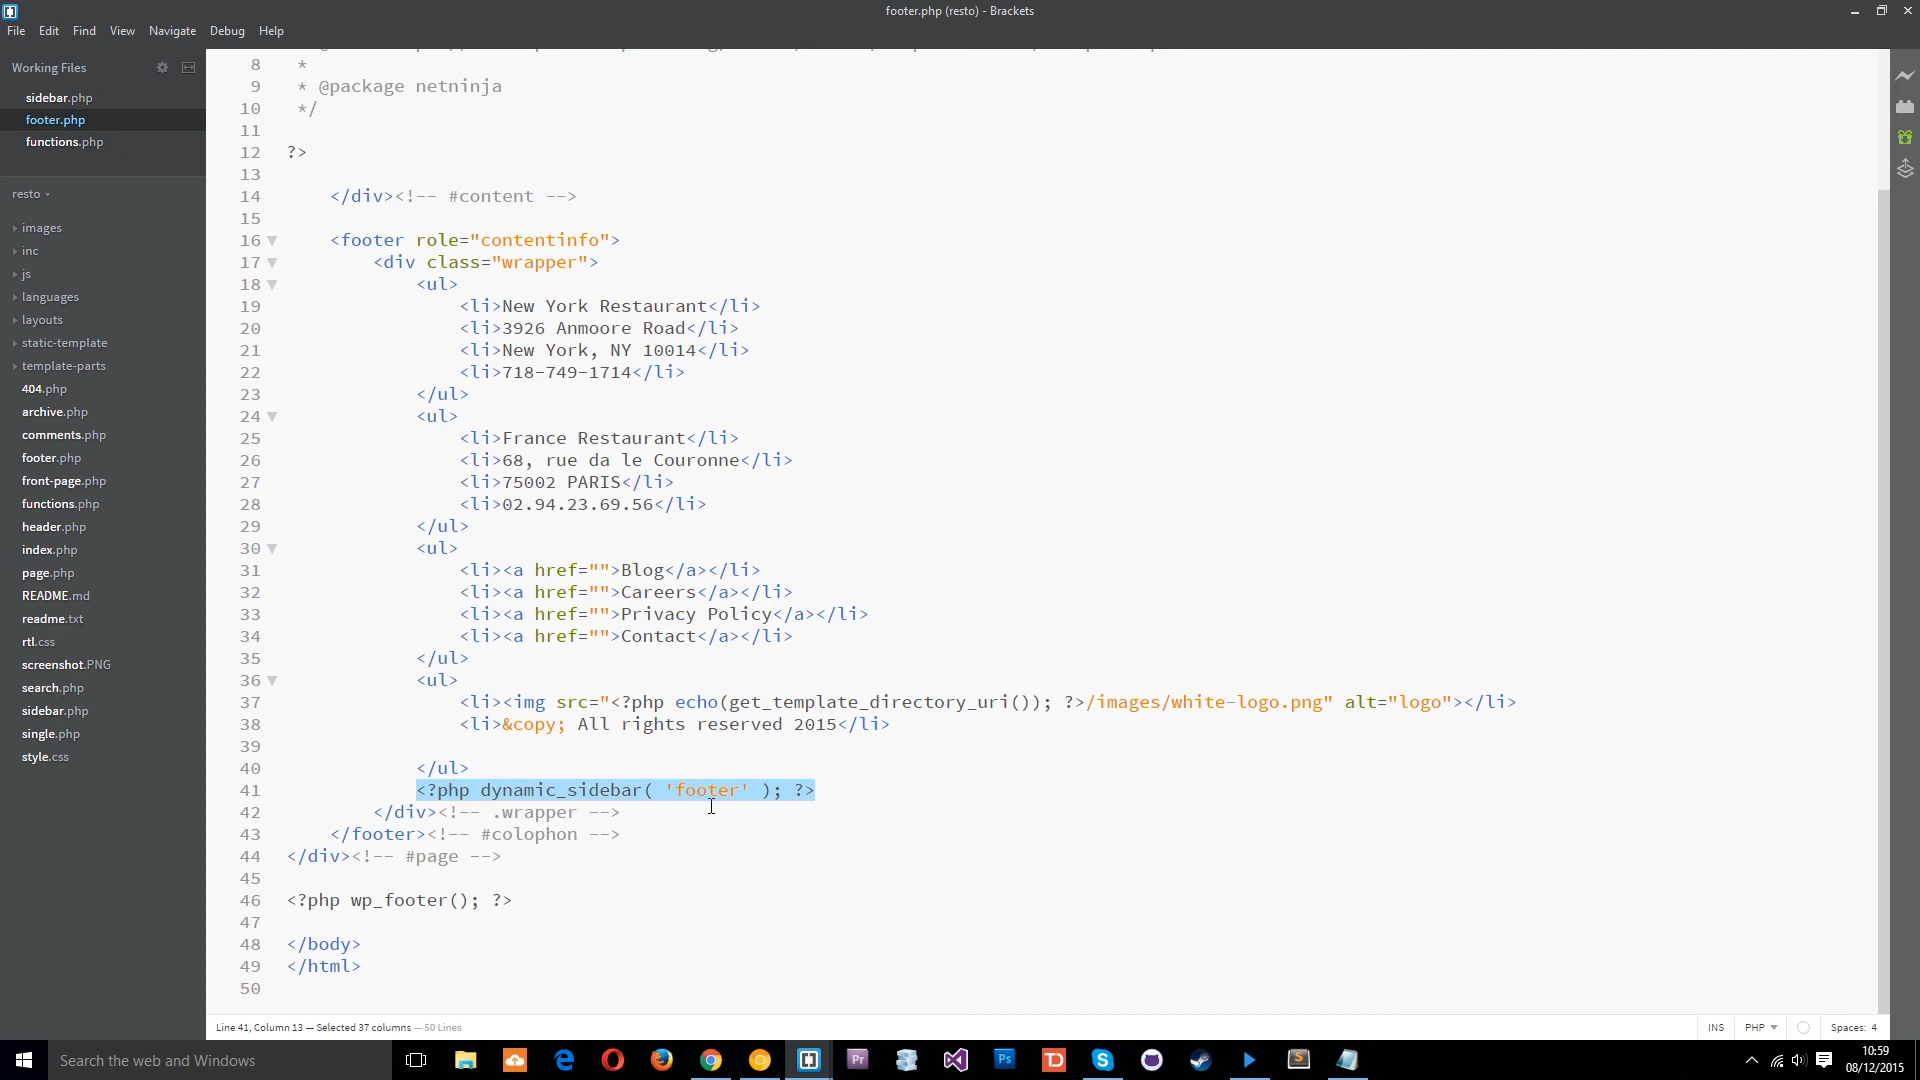 footer.php (resto) - Brackets
File Edit Find View Navigate Debug Help
Working Files
sidebar.php
footer.php
functions.php
resto
images
inc
js
languages
layouts
static-template
template-parts
404.php
archive.php
comments.php
footer.php
front-page.php
functions.php
header.php
index.php
page.php
README.md
readme.txt
rtl.css
screenshot.PNG
search.php
sidebar.php
single.php
style.css
8 *
9 * @package netninja
10 */
11
12 ?>
13
14 </div><!-- #content -->
15
16 <footer role="contentinfo">
17 <div class="wrapper">
18 <ul>
19 <li>New York Restaurant</li>
20 <li>3926 Anmoore Road</li>
21 <li>New York, NY 10014</li>
22 <li>718-749-1714</li>
23 </ul>
24 <ul>
25 <li>France Restaurant</li>
26 <li>68, rue da le Couronne</li>
27 <li>75002 PARIS</li>
28 <li>02.94.23.69.56</li>
29 </ul>
30 <ul>
31 <li><a href="">Blog</a></li>
32 <li><a href="">Careers</a></li>
33 <li><a href="">Privacy Policy</a></li>
34 <li><a href="">Contact</a></li>
35 </ul>
36 <ul>
37 <li><img src="<?php echo(get_template_directory_uri()); ?>/images/white-logo.png" alt="logo"></li>
38 <li>&copy; All rights reserved 2015</li>
39
40 </ul>
41 <?php dynamic_sidebar( 'footer' ); ?>
42 </div><!-- .wrapper -->
43 </footer><!-- #colophon -->
44 </div><!-- #page -->
45
46 <?php wp_footer(); ?>
47
48 </body>
49 </html>
50
Line 41, Column 13 — Selected 37 columns — 50 Lines
INS PHP Spaces: 4
Search the web and Windows
Pr
Ps
TD
S
10:59
08/12/2015